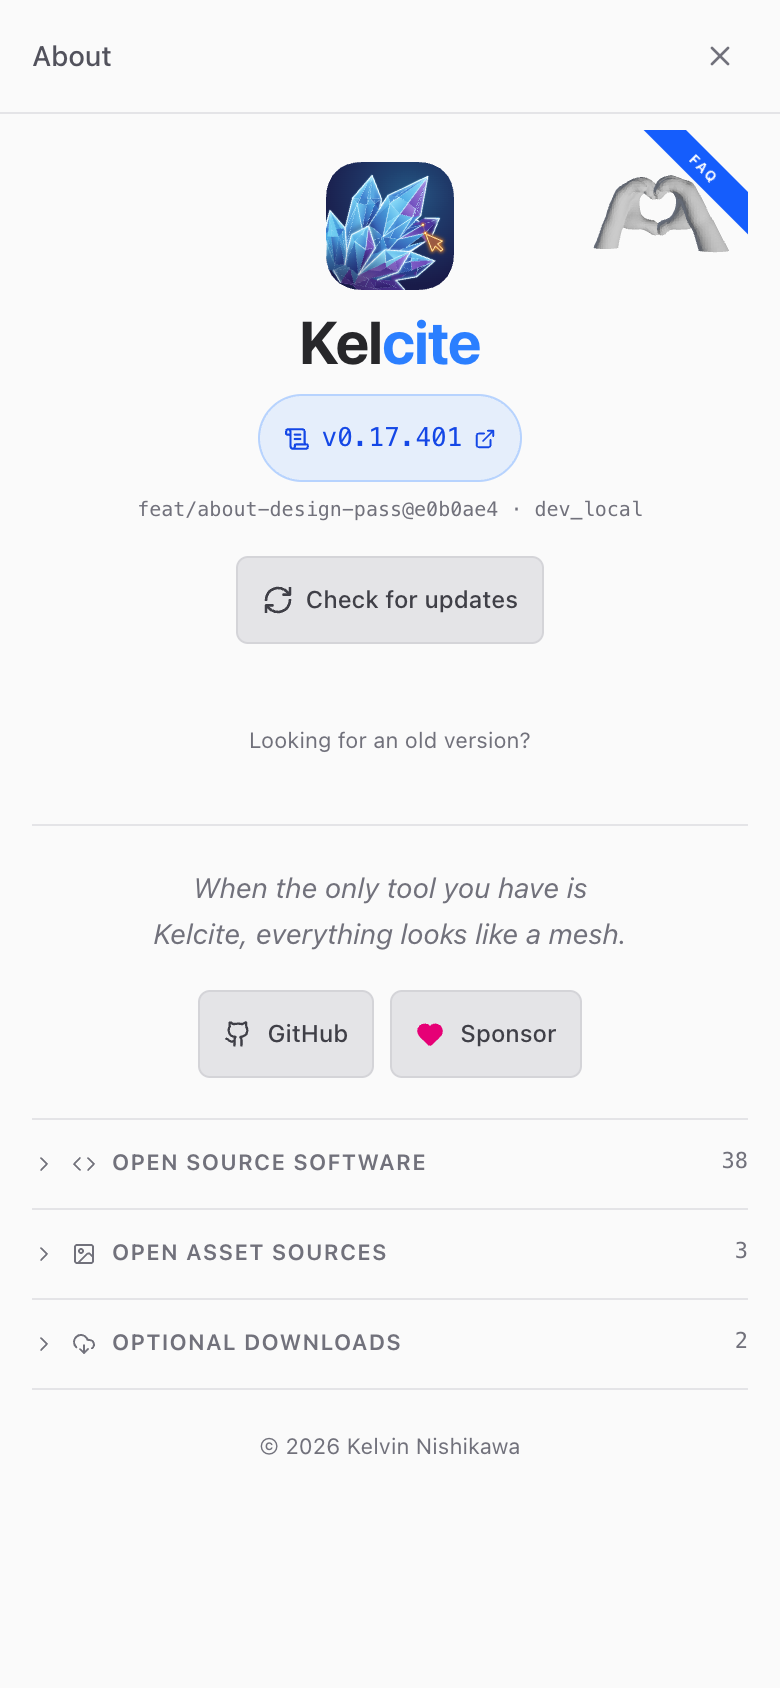 About
FAQ
Kelcite
v0.17.401
feat/about-design-pass@e0b0ae4 · dev_local
Check for updates
Looking for an old version?
When the only tool you have is
Kelcite, everything looks like a mesh.
GitHub
Sponsor
OPEN SOURCE SOFTWARE 38
OPEN ASSET SOURCES 3
OPTIONAL DOWNLOADS 2
© 2026 Kelvin Nishikawa